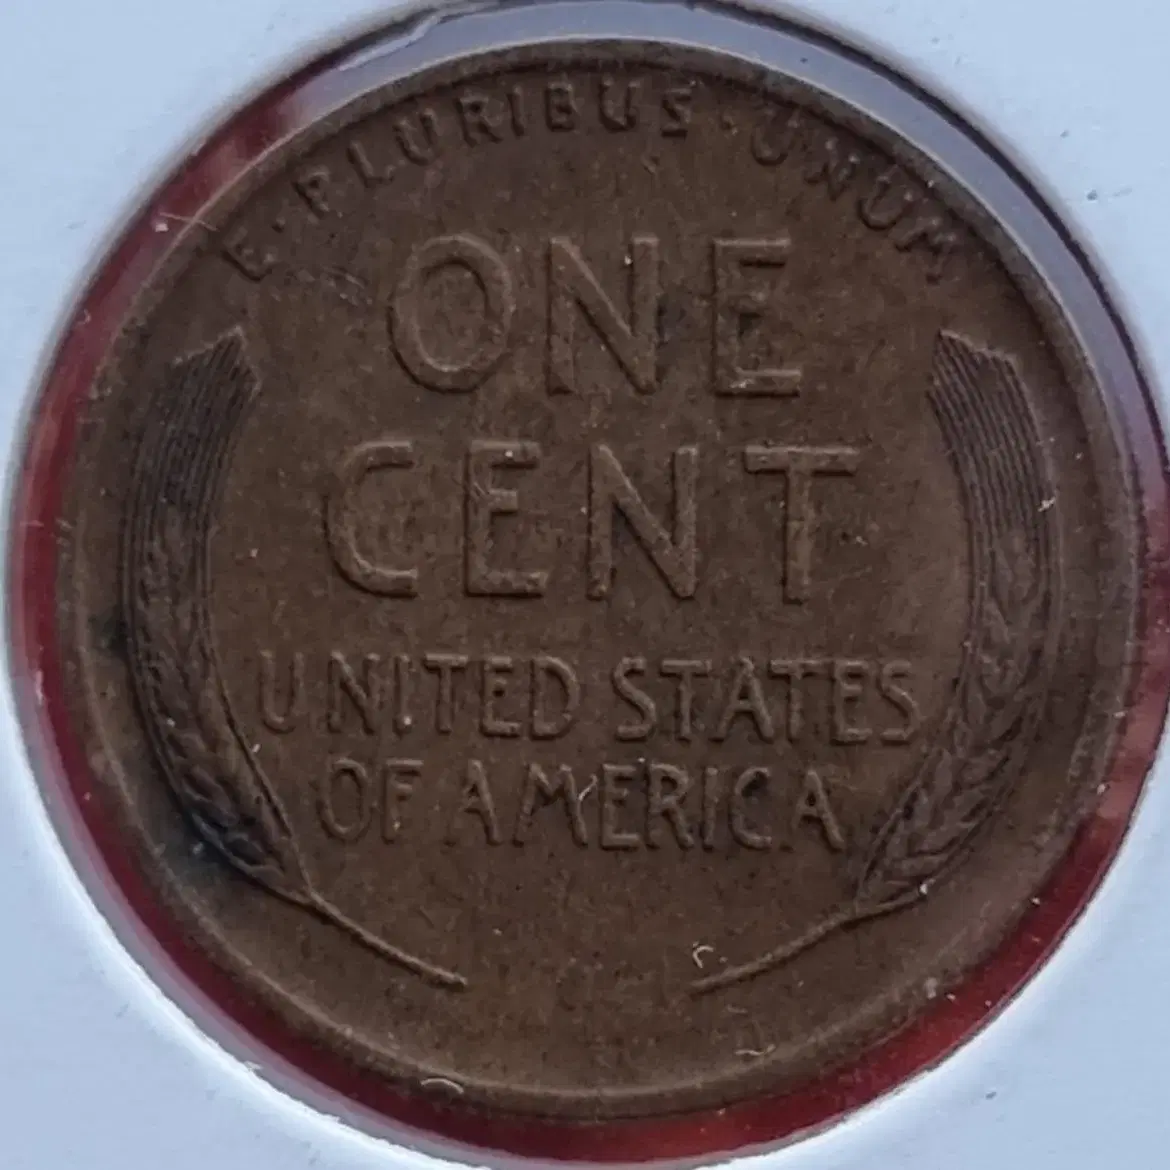 E·PLURIBUS·UNUM
ONE
CENT
UNITED STATES
OF AMERICA